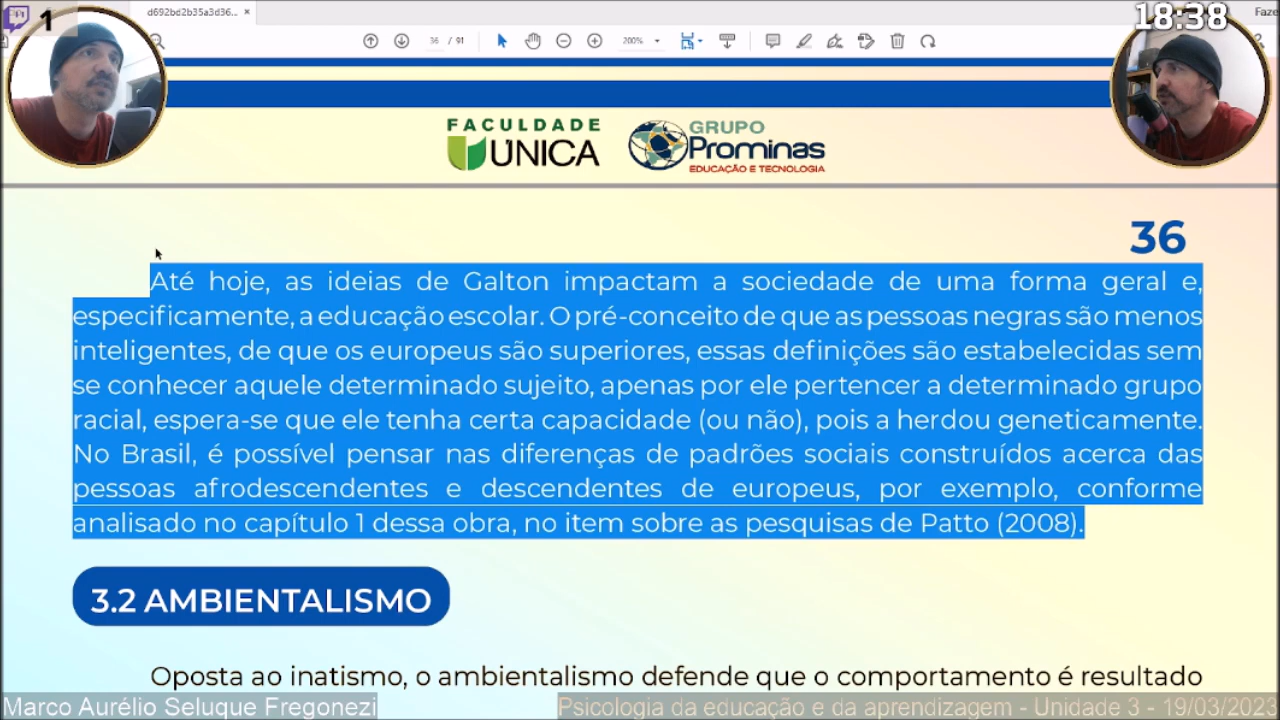 1
d692bd2b35a3d36...
18:38
Faze
36 / 91
200%
FACULDADE
ÚNICA
GRUPO
Prominas
EDUCAÇÃO E TECNOLOGIA
36
Até hoje, as ideias de Galton impactam a sociedade de uma forma geral e,
especificamente, a educação escolar. O pré-conceito de que as pessoas negras são menos
inteligentes, de que os europeus são superiores, essas definições são estabelecidas sem
se conhecer aquele determinado sujeito, apenas por ele pertencer a determinado grupo
racial, espera-se que ele tenha certa capacidade (ou não), pois a herdou geneticamente.
No Brasil, é possível pensar nas diferenças de padrões sociais construídos acerca das
pessoas afrodescendentes e descendentes de europeus, por exemplo, conforme
analisado no capítulo 1 dessa obra, no item sobre as pesquisas de Patto (2008).
3.2 AMBIENTALISMO
Oposta ao inatismo, o ambientalismo defende que o comportamento é resultado
Marco Aurélio Seluque Fregonezi
Psicologia da educação e da aprendizagem - Unidade 3 - 19/03/2023